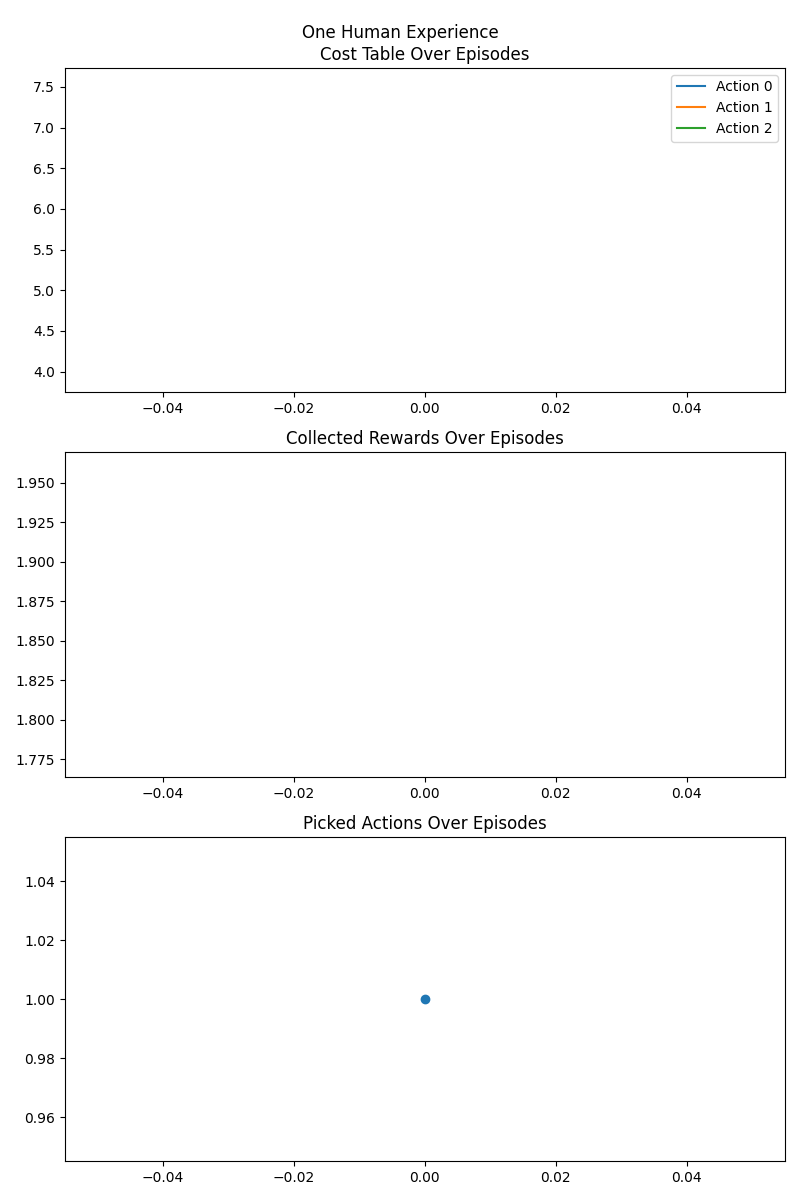 One Human Experience
Cost Table Over Episodes
7.5
7.0
6.5
6.0
5.5
5.0
4.5
4.0
Action 0
Action 1
Action 2
−0.04 −0.02 0.00 0.02 0.04
Collected Rewards Over Episodes
1.950
1.925
1.900
1.875
1.850
1.825
1.800
1.775
−0.04 −0.02 0.00 0.02 0.04
Picked Actions Over Episodes
1.04
1.02
1.00
0.98
0.96
−0.04 −0.02 0.00 0.02 0.04